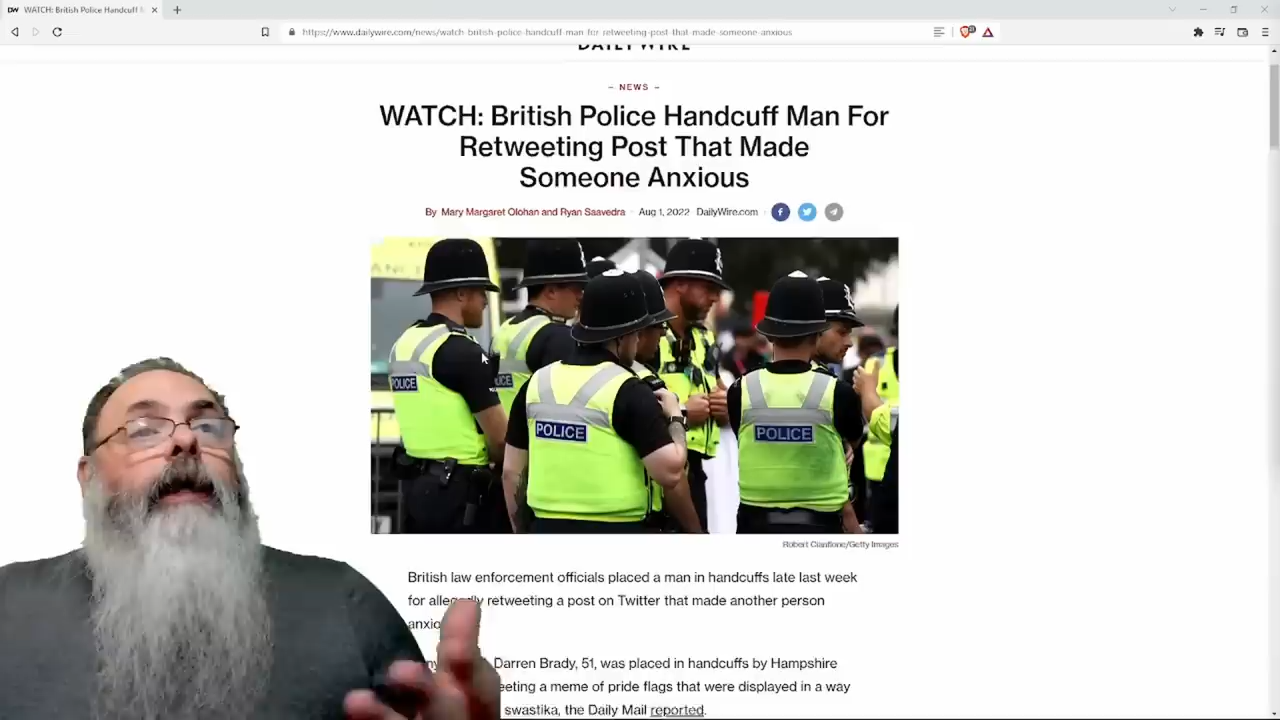 DW WATCH: British Police Handcuff M
https://www.dailywire.com/news/watch-british-police-handcuff-man-for-retweeting-post-that-made-someone-anxious
DAILY WIRE
– NEWS –
WATCH: British Police Handcuff Man For
Retweeting Post That Made
Someone Anxious
By Mary Margaret Olohan and Ryan Saavedra · Aug 1, 2022 DailyWire.com ·
POLICE
POLICE
POLICE
POLICE
Robert Cianflone/Getty Images
British law enforcement officials placed a man in handcuffs late last week
for allegedly retweeting a post on Twitter that made another person
anxio
Darren Brady, 51, was placed in handcuffs by Hampshire
eeting a meme of pride flags that were displayed in a way
swastika, the Daily Mail reported.